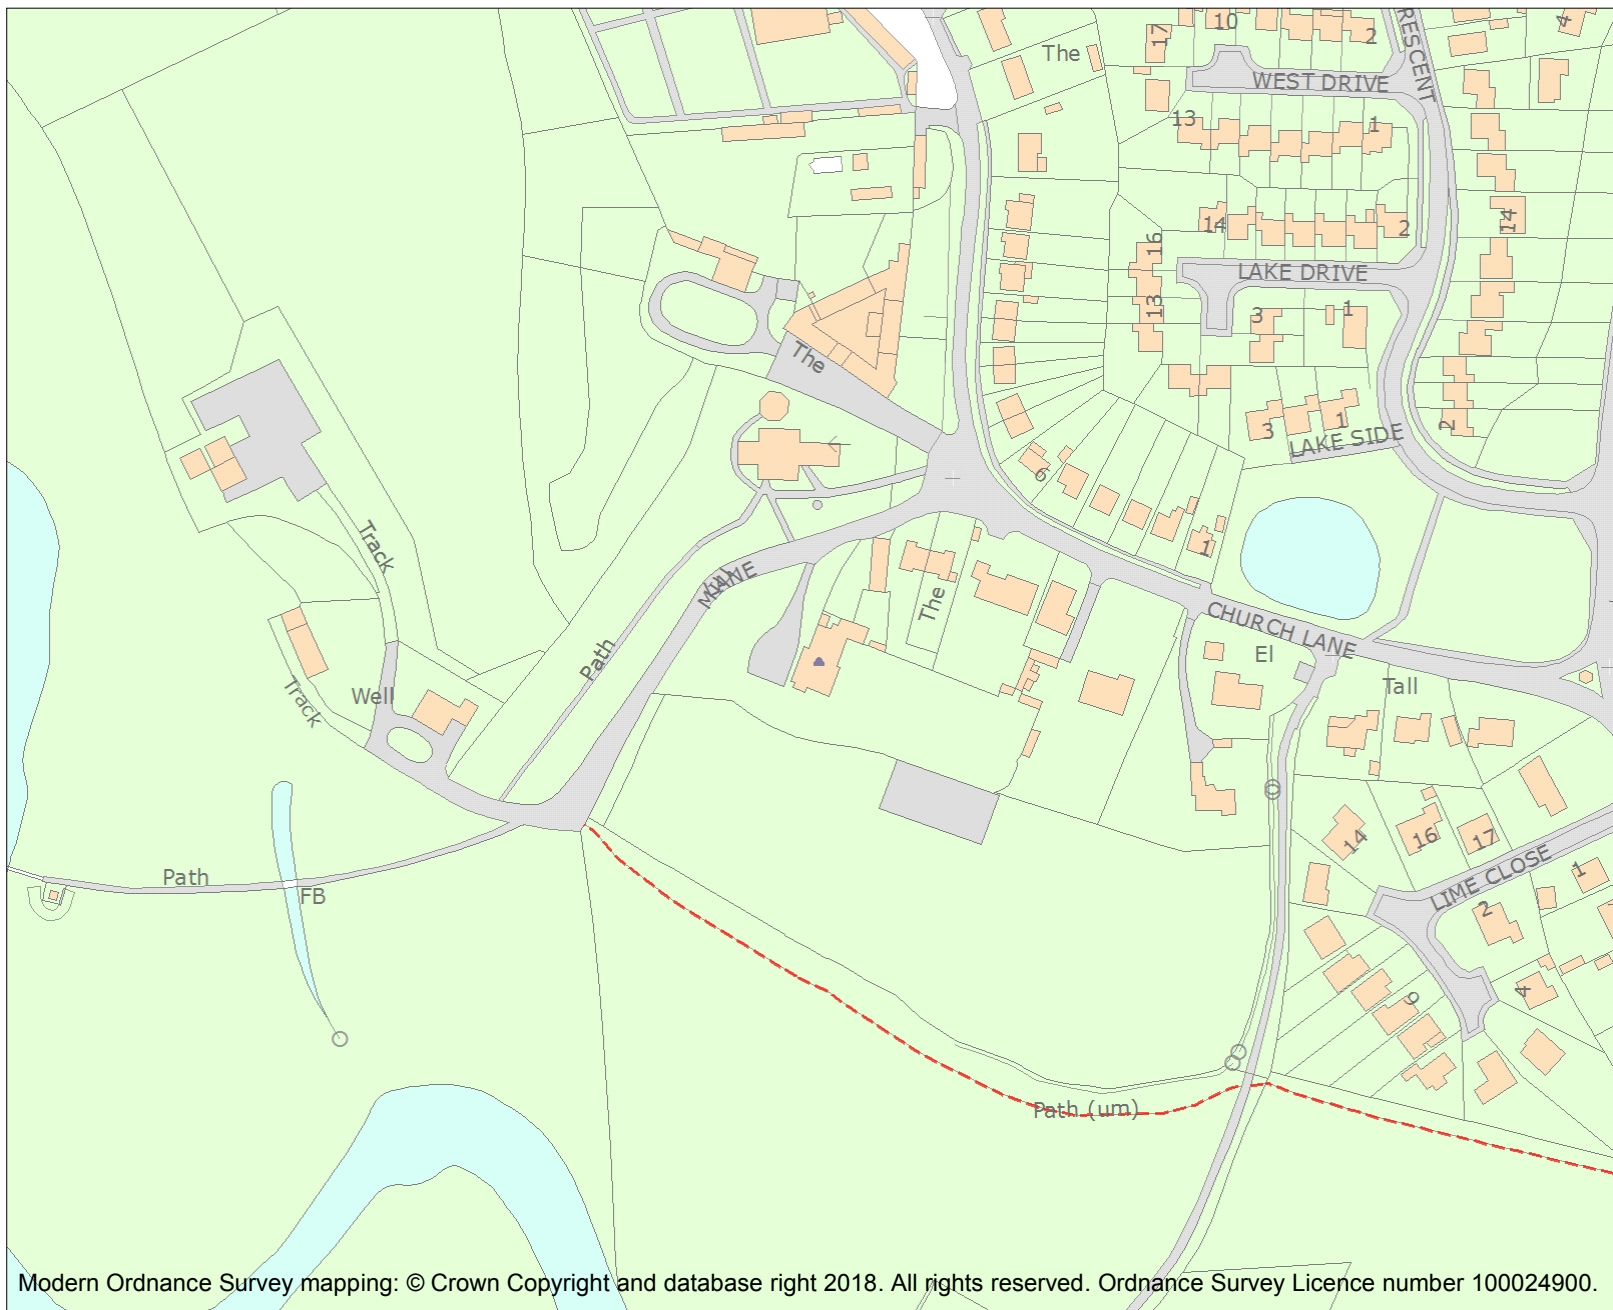 10
17
2
4
The
RESCENT
WEST DRIVE
13
1
14
2
14
16
LAKE DRIVE
13
3
1
The
3
1
2
LAKE SIDE
6
1
Track
LANE
The
CHURCH LANE
El
Path
Tall
Track
Well
14
16
17
LIME CLOSE
1
2
Path
FB
9
4
Path (um)
Modern Ordnance Survey mapping: © Crown Copyright and database right 2018. All rights reserved. Ordnance Survey Licence number 100024900.